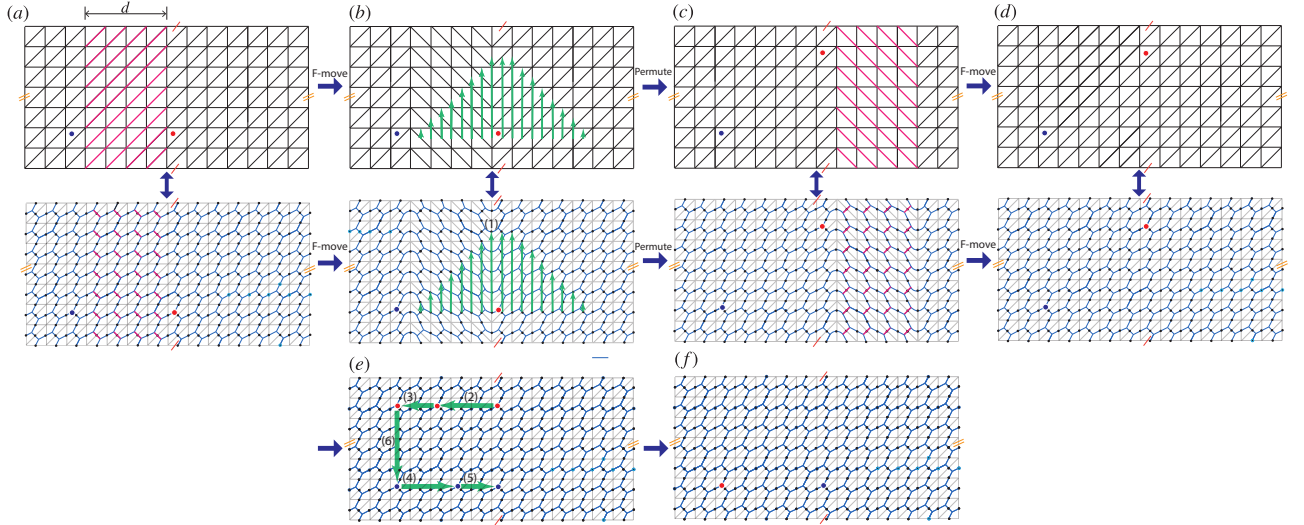 (a)
d
(b)
(c)
(d)
F-move
Permute
F-move
F-move
(1)
Permute
F-move
(e)
(f)
(3)
(2)
(6)
(4)
(5)